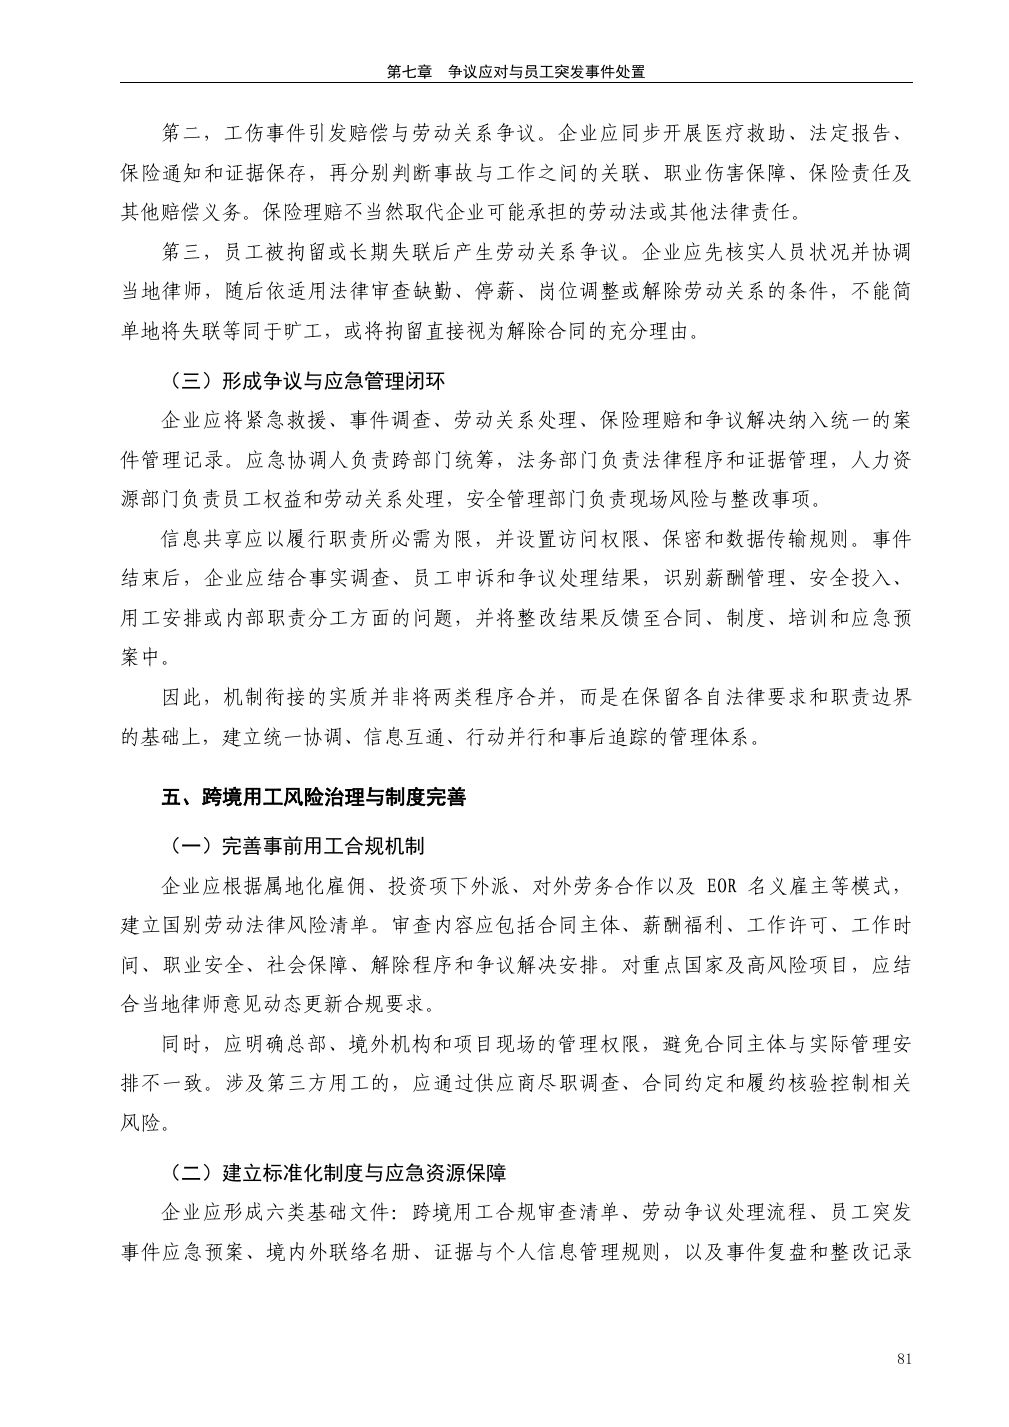 第七章　争议应对与员工突发事件处置
第二，工伤事件引发赔偿与劳动关系争议。企业应同步开展医疗救助、法定报告、
保险通知和证据保存，再分别判断事故与工作之间的关联、职业伤害保障、保险责任及
其他赔偿义务。保险理赔不当然取代企业可能承担的劳动法或其他法律责任。
第三，员工被拘留或长期失联后产生劳动关系争议。企业应先核实人员状况并协调
当地律师，随后依适用法律审查缺勤、停薪、岗位调整或解除劳动关系的条件，不能简
单地将失联等同于旷工，或将拘留直接视为解除合同的充分理由。
（三）形成争议与应急管理闭环
企业应将紧急救援、事件调查、劳动关系处理、保险理赔和争议解决纳入统一的案
件管理记录。应急协调人负责跨部门统筹，法务部门负责法律程序和证据管理，人力资
源部门负责员工权益和劳动关系处理，安全管理部门负责现场风险与整改事项。
信息共享应以履行职责所必需为限，并设置访问权限、保密和数据传输规则。事件
结束后，企业应结合事实调查、员工申诉和争议处理结果，识别薪酬管理、安全投入、
用工安排或内部职责分工方面的问题，并将整改结果反馈至合同、制度、培训和应急预
案中。
因此，机制衔接的实质并非将两类程序合并，而是在保留各自法律要求和职责边界
的基础上，建立统一协调、信息互通、行动并行和事后追踪的管理体系。
五、跨境用工风险治理与制度完善
（一）完善事前用工合规机制
企业应根据属地化雇佣、投资项下外派、对外劳务合作以及 EOR 名义雇主等模式，
建立国别劳动法律风险清单。审查内容应包括合同主体、薪酬福利、工作许可、工作时
间、职业安全、社会保障、解除程序和争议解决安排。对重点国家及高风险项目，应结
合当地律师意见动态更新合规要求。
同时，应明确总部、境外机构和项目现场的管理权限，避免合同主体与实际管理安
排不一致。涉及第三方用工的，应通过供应商尽职调查、合同约定和履约核验控制相关
风险。
（二）建立标准化制度与应急资源保障
企业应形成六类基础文件：跨境用工合规审查清单、劳动争议处理流程、员工突发
事件应急预案、境内外联络名册、证据与个人信息管理规则，以及事件复盘和整改记录
81